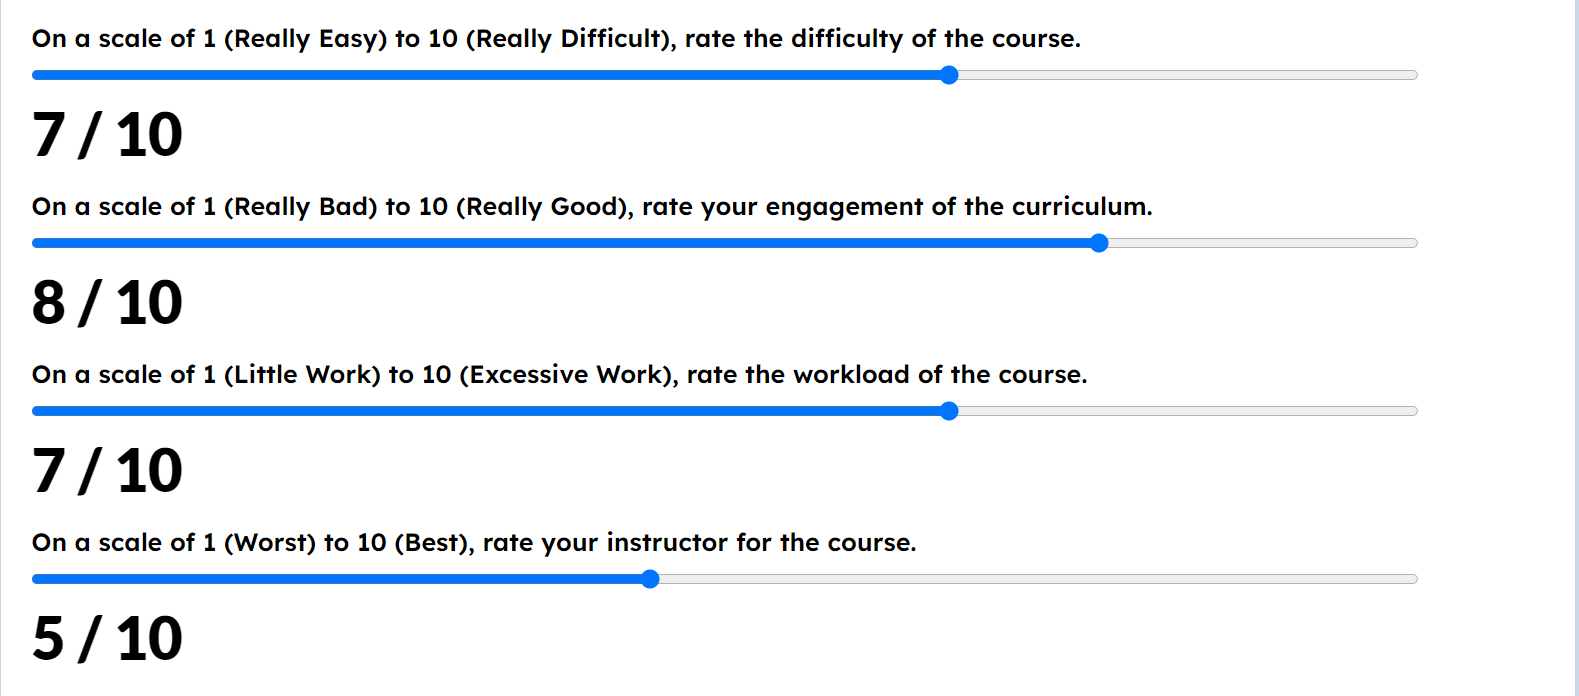 On a scale of 1 (Really Easy) to 10 (Really Difficult), rate the difficulty of the course.
7 / 10
On a scale of 1 (Really Bad) to 10 (Really Good), rate your engagement of the curriculum.
8 / 10
On a scale of 1 (Little Work) to 10 (Excessive Work), rate the workload of the course.
7 / 10
On a scale of 1 (Worst) to 10 (Best), rate your instructor for the course.
5 / 10